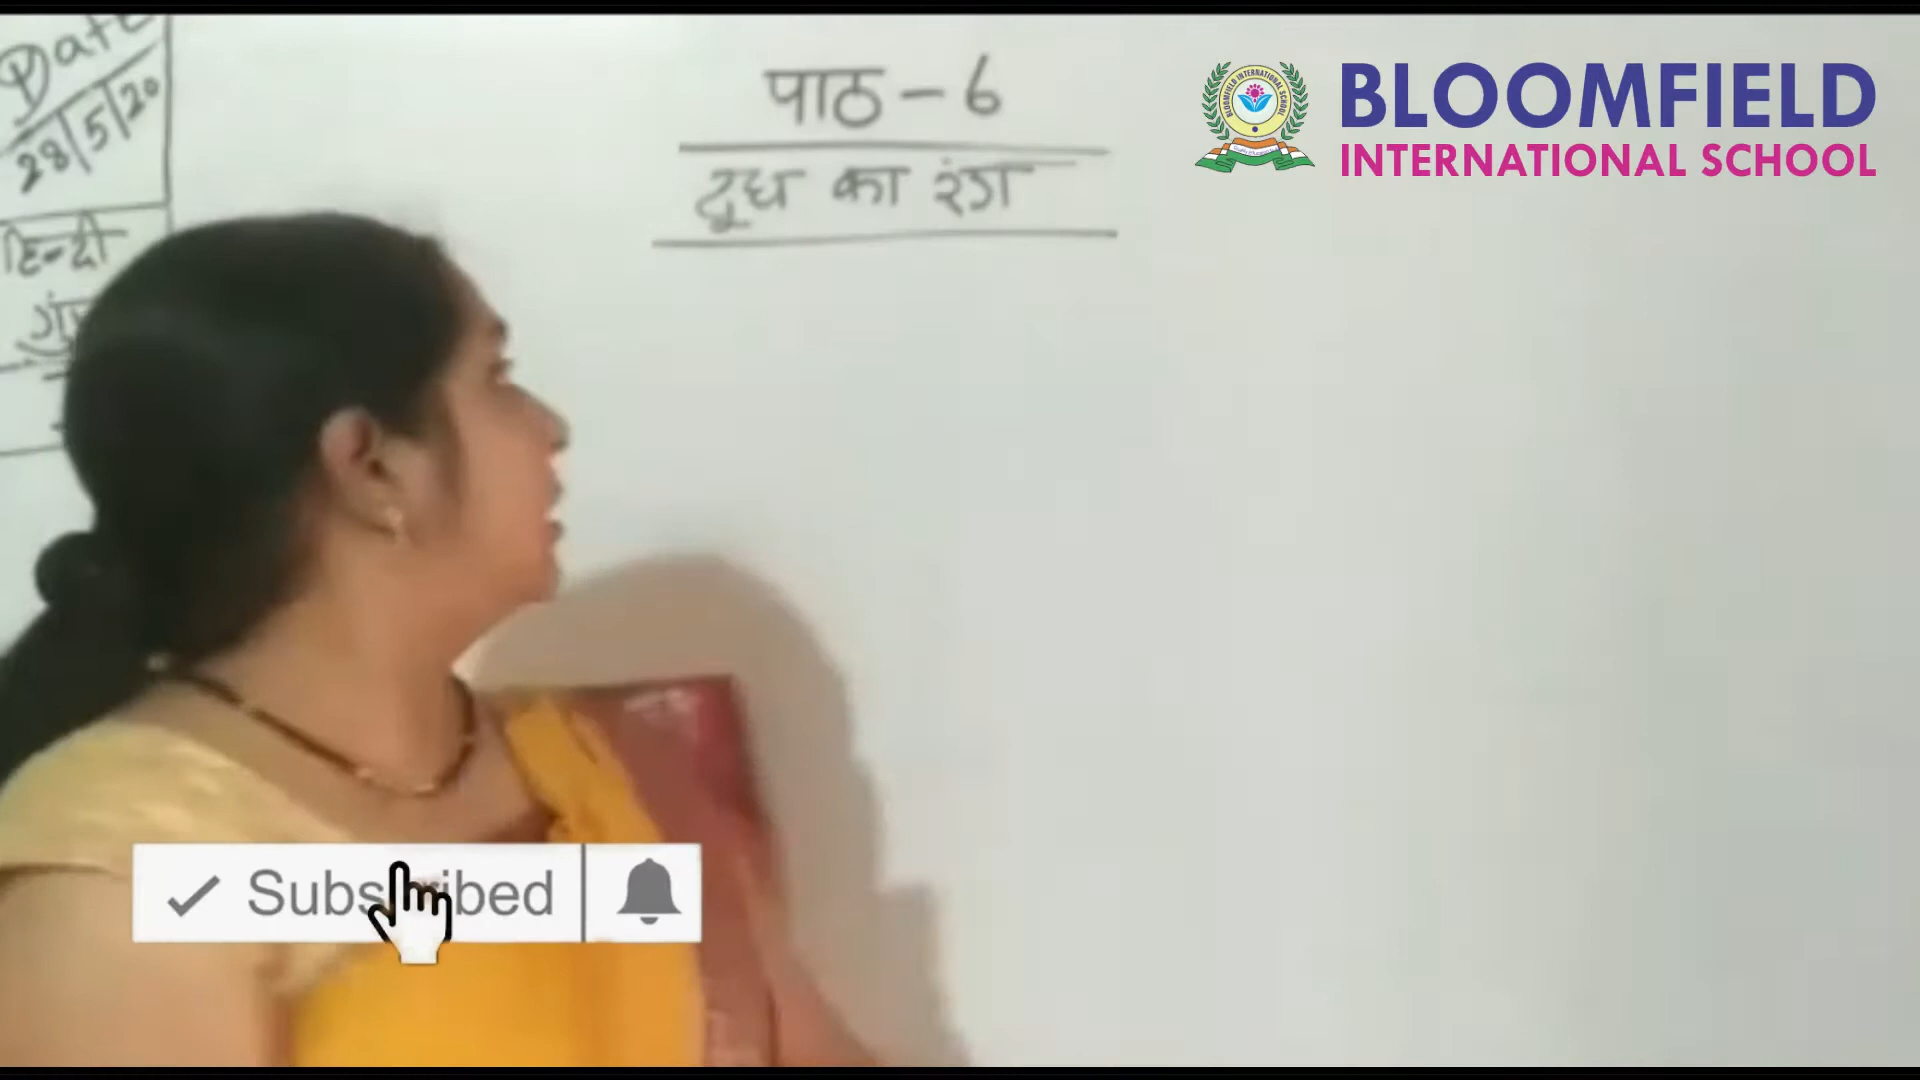 Date
28/5/20
हिन्दी
पाठ - 6
दूध का रंग
BLOOMFIELD
INTERNATIONAL SCHOOL
Subscribed